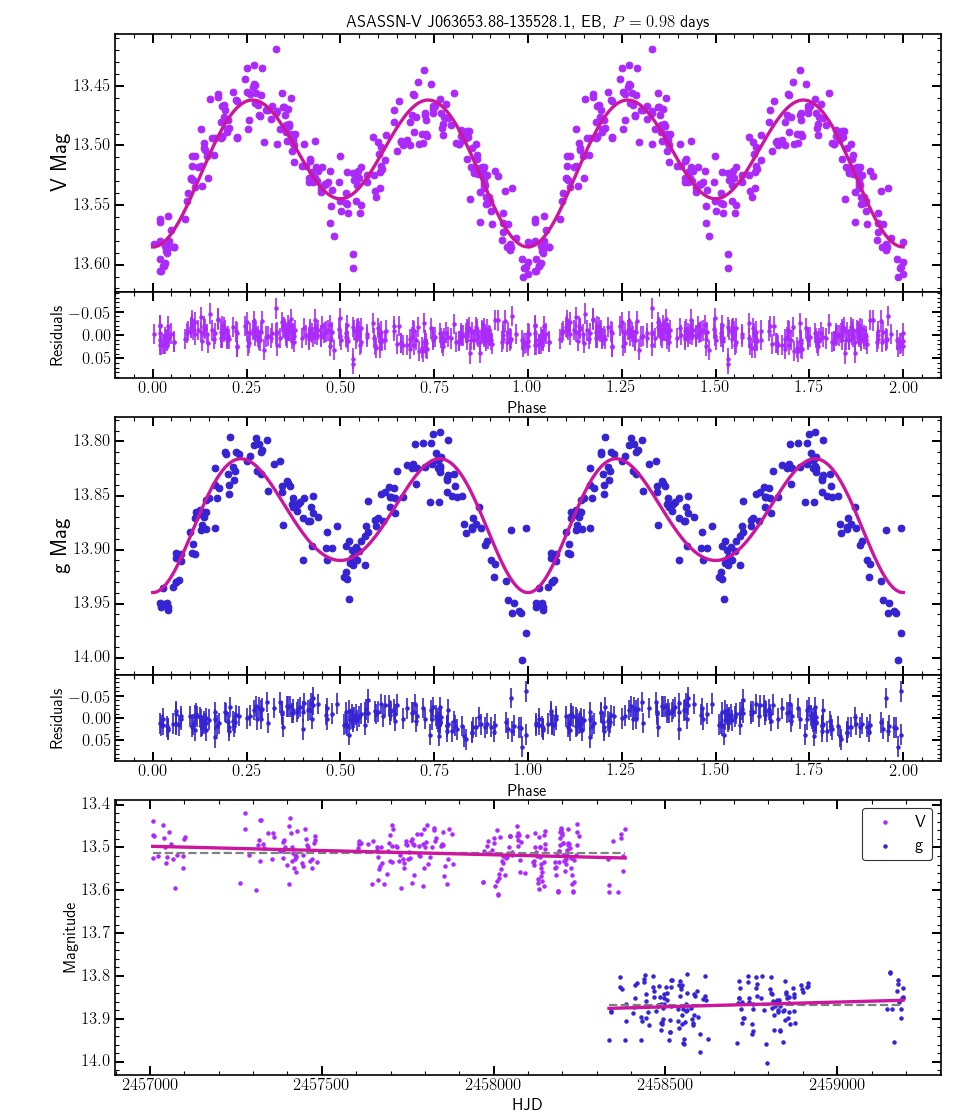 ASASSN-V J063653.88-135528.1, EB, P = 0.98 days
V Mag
13.45
13.50
13.55
13.60
Residuals
−0.05
0.00
0.05
0.00 0.25 0.50 0.75 1.00 1.25 1.50 1.75 2.00
Phase
g Mag
13.80
13.85
13.90
13.95
14.00
Residuals
−0.05
0.00
0.05
0.00 0.25 0.50 0.75 1.00 1.25 1.50 1.75 2.00
Phase
Magnitude
13.4
13.5
13.6
13.7
13.8
13.9
14.0
V
g
2457000 2457500 2458000 2458500 2459000
HJD